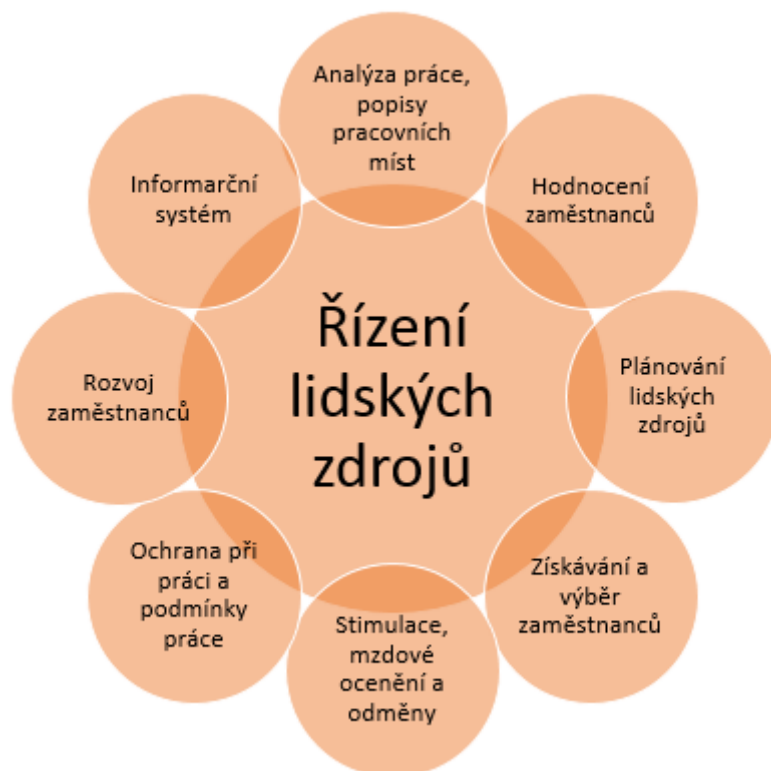 Analýza práce,
popisy
pracovních
míst
Hodnocení
zaměstnanců
Plánování
lidských
zdrojů
Získávání a
výběr
zaměstnanců
Stimulace,
mzdové
ocenění a
odměny
Ochrana při
práci a
podmínky
práce
Rozvoj
zaměstnanců
Informarční
systém
Řízení
lidských
zdrojů